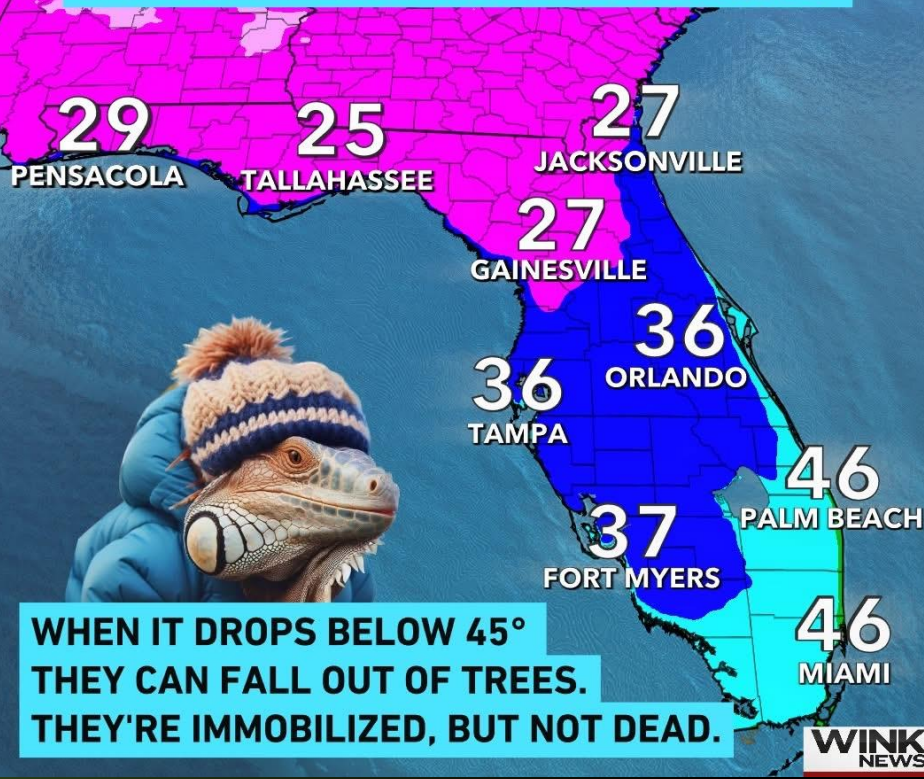 29
PENSACOLA
25
TALLAHASSEE
27
JACKSONVILLE
27
GAINESVILLE
36
ORLANDO
36
TAMPA
46
PALM BEACH
37
FORT MYERS
46
MIAMI
WHEN IT DROPS BELOW 45°
THEY CAN FALL OUT OF TREES.
THEY'RE IMMOBILIZED, BUT NOT DEAD.
WINK
NEWS